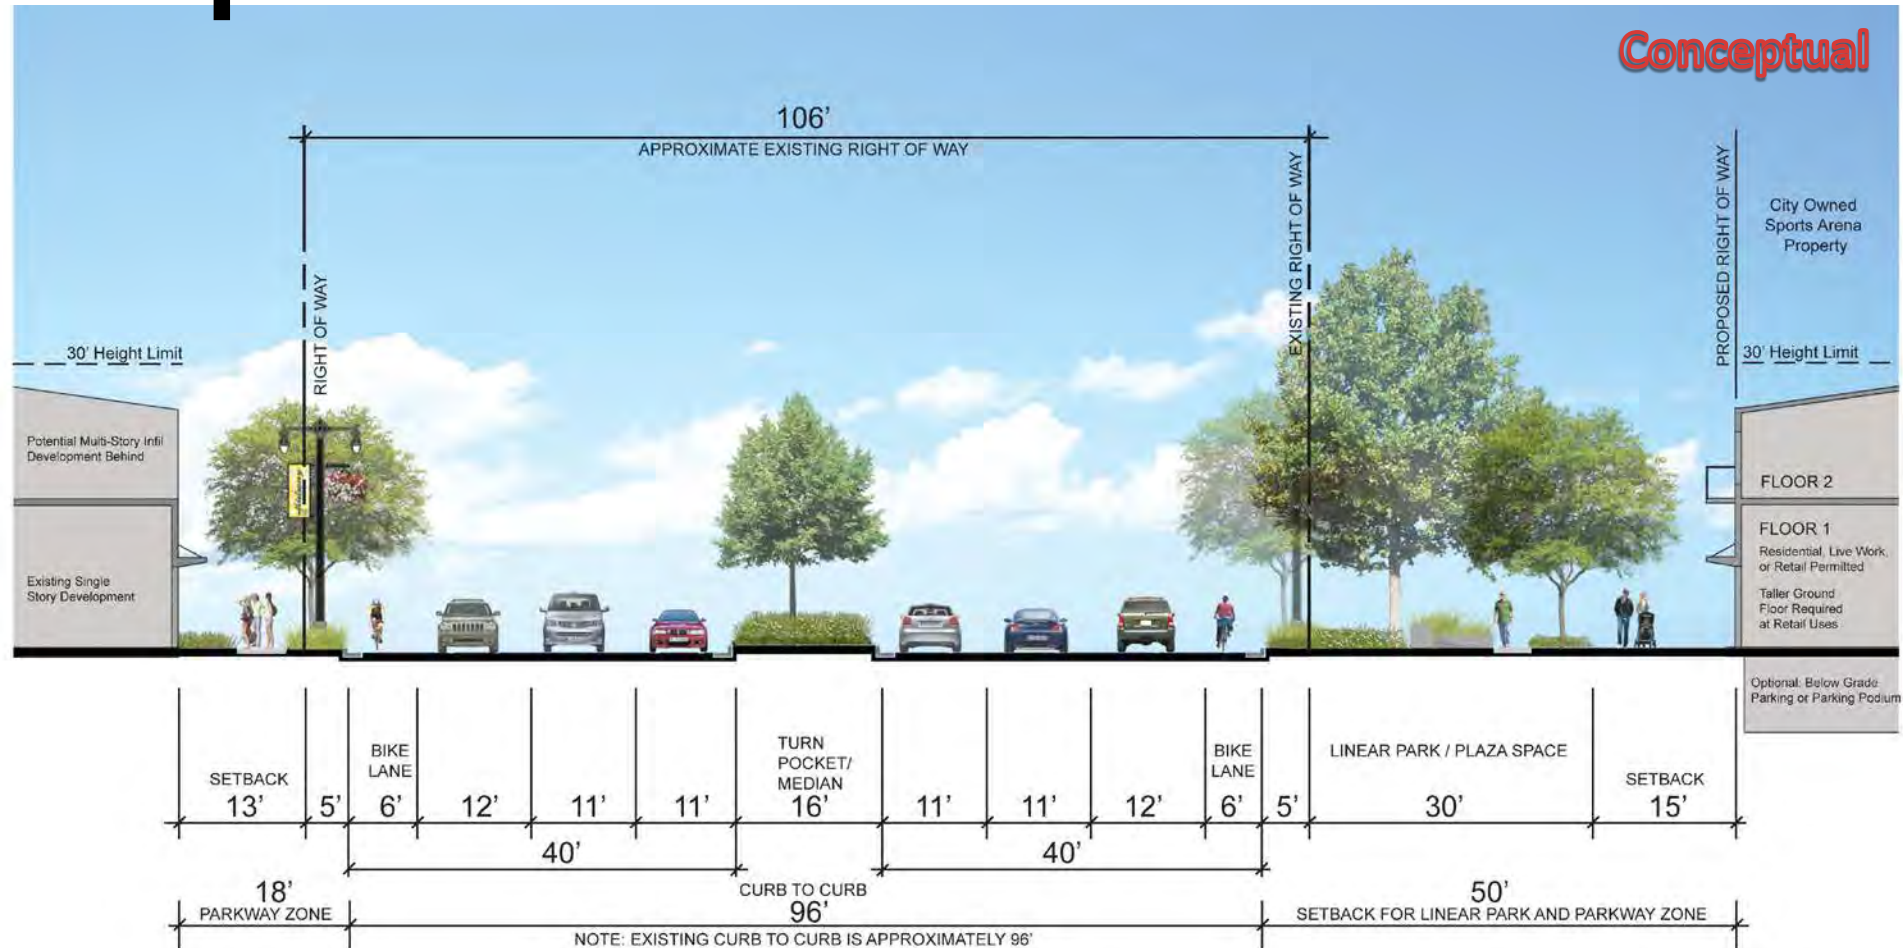 Conceptual
106’
APPROXIMATE EXISTING RIGHT OF WAY
RIGHT OF WAY
EXISTING RIGHT OF WAY
PROPOSED RIGHT OF WAY
City Owned
Sports Arena
Property
30’ Height Limit
30’ Height Limit
Potential Multi-Story Infil
Development Behind
Existing Single
Story Development
FLOOR 2
FLOOR 1
Residential, Live Work,
or Retail Permitted
Taller Ground
Floor Required
at Retail Uses
Optional: Below Grade
Parking or Parking Podium
SETBACK
13’
5’
BIKE
LANE
6’
12’
11’
11’
TURN
POCKET/
MEDIAN
16’
11’
11’
12’
BIKE
LANE
6’
5’
LINEAR PARK / PLAZA SPACE
30’
SETBACK
15’
40’
40’
18’
PARKWAY ZONE
CURB TO CURB
96’
NOTE: EXISTING CURB TO CURB IS APPROXIMATELY 96’
50’
SETBACK FOR LINEAR PARK AND PARKWAY ZONE